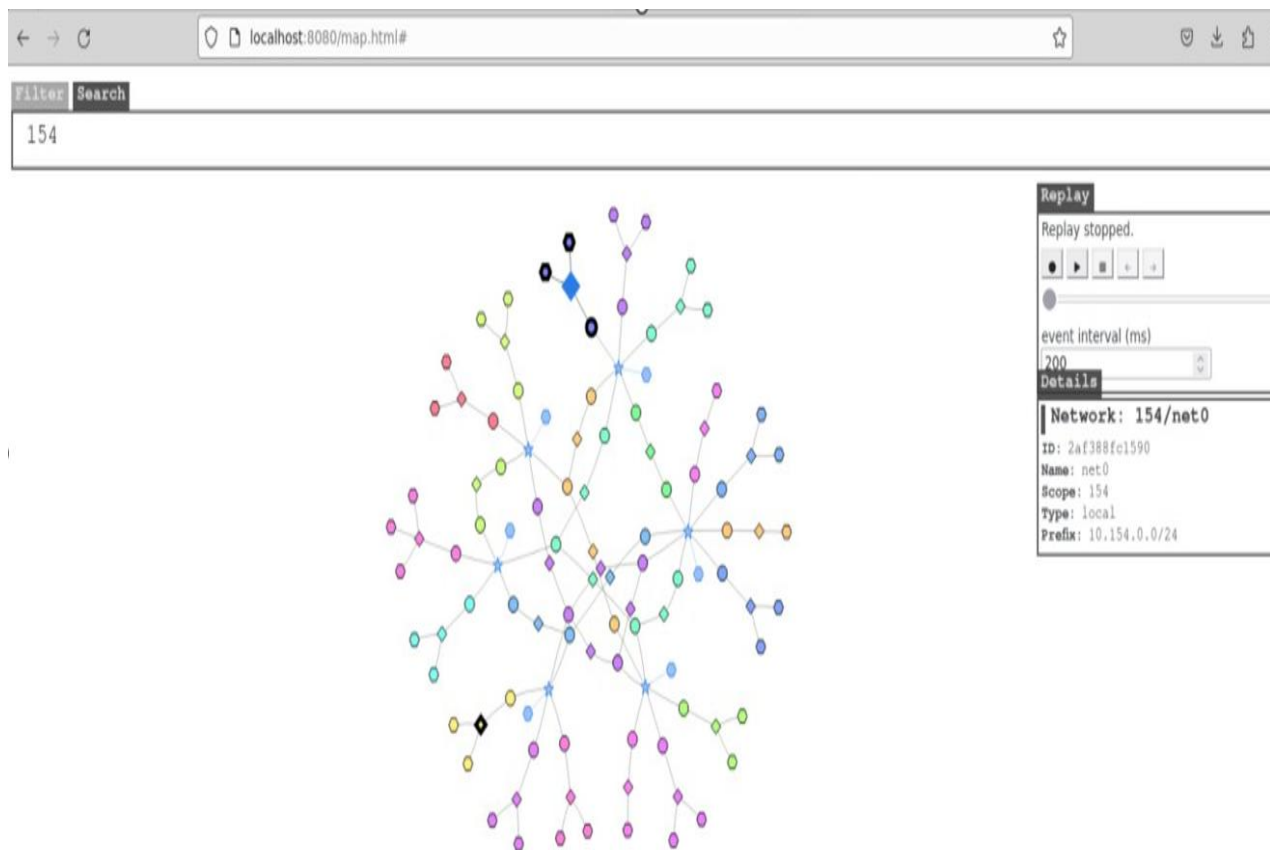 localhost:8080/map.html#
Filter Search
154
Replay
Replay stopped.
event interval (ms)
200
Details
Network: 154/net0
ID: 2af388fc1590
Name: net0
Scope: 154
Type: local
Prefix: 10.154.0.0/24